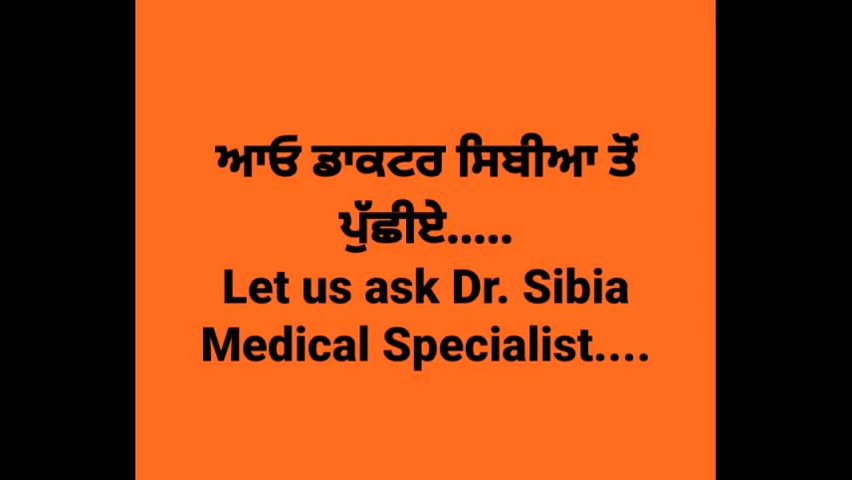 ਆਓ ਡਾਕਟਰ ਸਿਬੀਆ ਤੋਂ
ਪੁੱਛੀਏ.....
Let us ask Dr. Sibia
Medical Specialist....